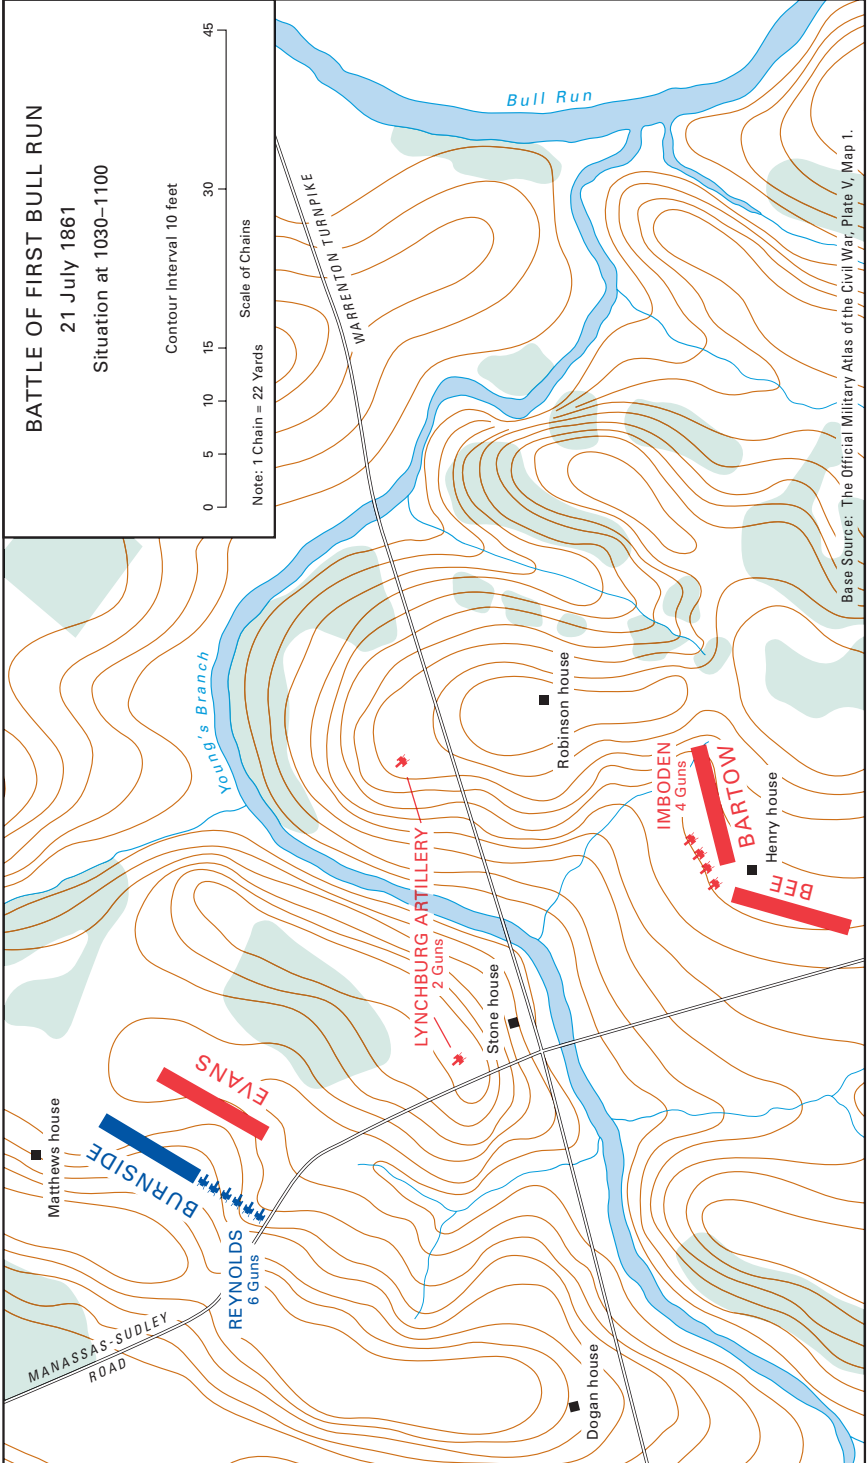 BATTLE OF FIRST BULL RUN
21 July 1861
Situation at 1030–1100
Contour Interval 10 feet
0 5 10 15 30 45
Scale of Chains
Note: 1 Chain = 22 Yards
Bull Run
WARRENTON TURNPIKE
Young's Branch
Robinson house
IMBODEN
4 Guns
BARTOW
Henry house
BEE
LYNCHBURG ARTILLERY
2 Guns
Stone house
EVANS
Matthews house
BURNSIDE
REYNOLDS
6 Guns
MANASSAS-SUDLEY
ROAD
Dogan house
Base Source: The Official Military Atlas of the Civil War, Plate V, Map 1.